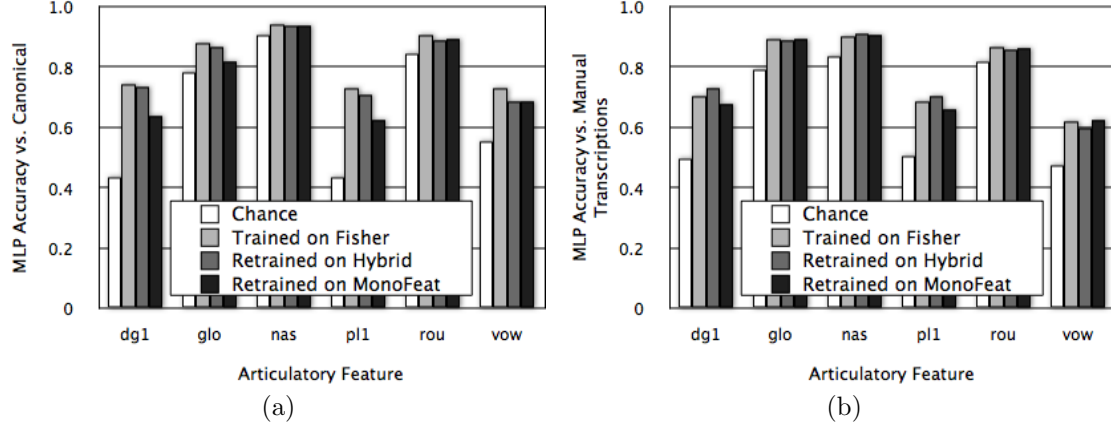 MLP Accuracy vs. Canonical
1.0
0.8
0.6
0.4
0.2
0
Chance
Trained on Fisher
Retrained on Hybrid
Retrained on MonoFeat
dg1 glo nas pl1 rou vow
Articulatory Feature
(a)
MLP Accuracy vs. Manual
Transcriptions
1.0
0.8
0.6
0.4
0.2
0
Chance
Trained on Fisher
Retrained on Hybrid
Retrained on MonoFeat
dg1 glo nas pl1 rou vow
Articulatory Feature
(b)